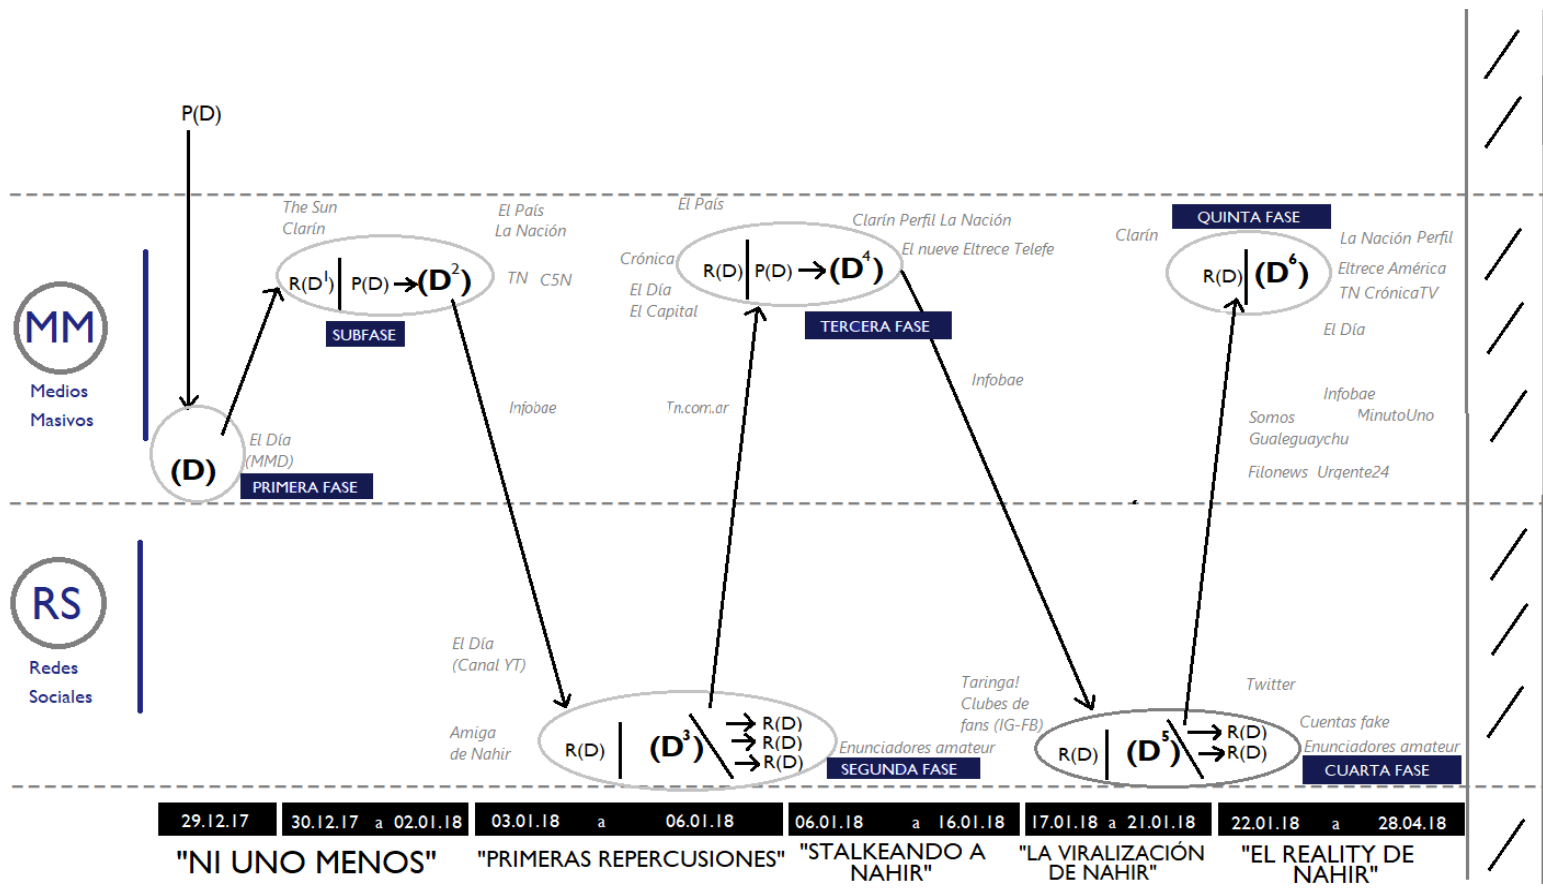 P(D)
The Sun
Clarín
El País
La Nación
R(D¹) P(D) (D²)
TN C5N
SUBFASE
El País
Clarín Perfil La Nación
El nueve Eltrece Telefe
Crónica
R(D) P(D) (D⁴)
El Día
El Capital
TERCERA FASE
QUINTA FASE
Clarín
La Nación Perfil
R(D) (D⁶)
Eltrece América
TN CrónicaTV
El Día
MM
Medios
Masivos
Infobae
Tn.com.ar
Infobae
Infobae
MinutoUno
Somos
Gualeguaychu
Filonews Urgente24
El Día
(MMD)
(D)
PRIMERA FASE
RS
Redes
Sociales
El Día
(Canal YT)
Amiga
de Nahir
R(D) (D³) R(D)
R(D)
R(D)
Enunciadores amateur
SEGUNDA FASE
Taringa!
Clubes de
fans (IG-FB)
Twitter
R(D) (D⁵) R(D)
R(D)
Cuentas fake
Enunciadores amateur
CUARTA FASE
29.12.17
30.12.17 a 02.01.18
03.01.18 a 06.01.18
06.01.18 a 16.01.18
17.01.18 a 21.01.18
22.01.18 a 28.04.18
"NI UNO MENOS"
"PRIMERAS REPERCUSIONES"
"STALKEANDO A
NAHIR"
"LA VIRALIZACIÓN
DE NAHIR"
"EL REALITY DE
NAHIR"